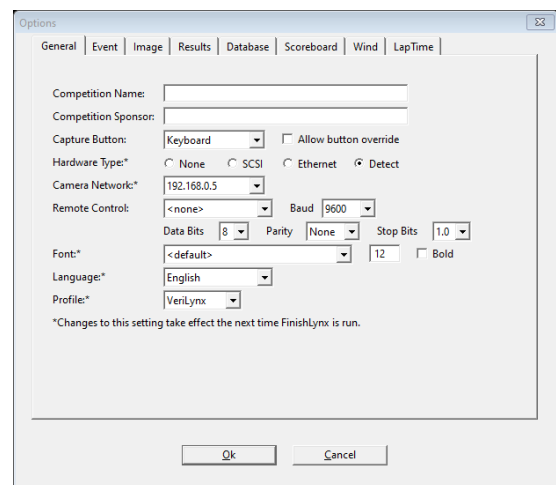 Options
General Event Image Results Database Scoreboard Wind LapTime
Competition Name:
Competition Sponsor:
Capture Button: Keyboard Allow button override
Hardware Type:* None SCSI Ethernet Detect
Camera Network:* 192.168.0.5
Remote Control: <none> Baud 9600
Data Bits 8 Parity None Stop Bits 1.0
Font:* <default> 12 Bold
Language:* English
Profile:* VeriLynx
*Changes to this setting take effect the next time FinishLynx is run.
Ok Cancel